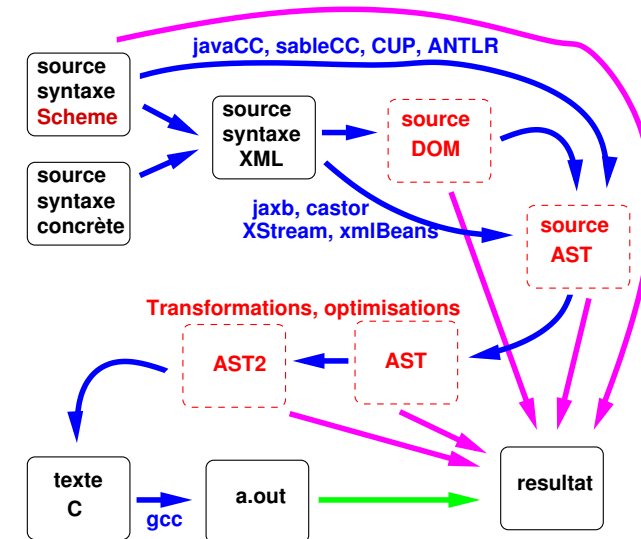 javaCC, sableCC, CUP, ANTLR
source
syntaxe
Scheme
source
syntaxe
XML
source
DOM
source
syntaxe
concrète
jaxb, castor
XStream, xmlBeans
source
AST
Transformations, optimisations
AST2
AST
texte
C
gcc
a.out
resultat